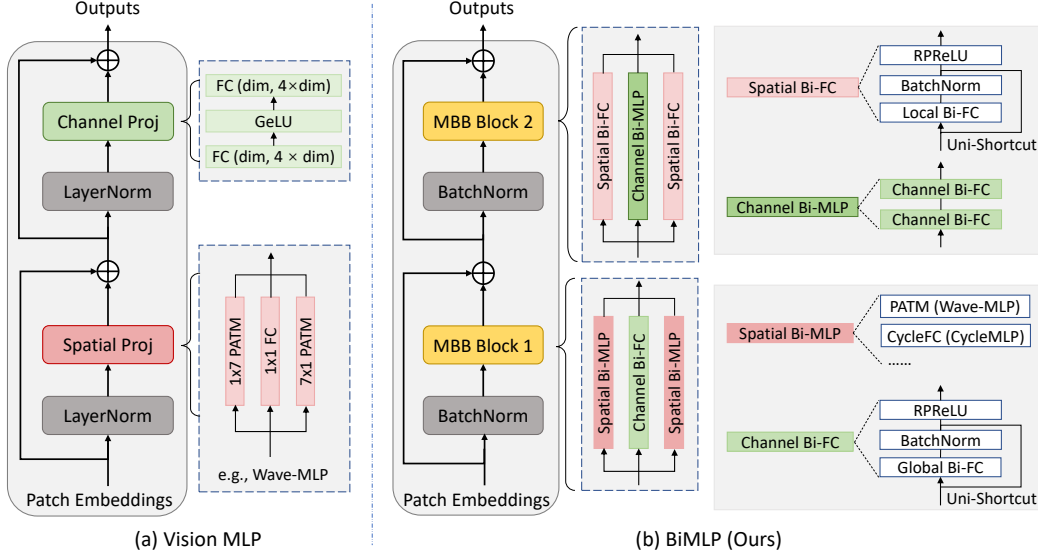 Outputs
Channel Proj
LayerNorm
Spatial Proj
LayerNorm
Patch Embeddings
FC (dim, 4×dim)
GeLU
FC (dim, 4 × dim)
1x7 PATM
1x1 FC
7x1 PATM
e.g., Wave-MLP
(a) Vision MLP
Outputs
MBB Block 2
BatchNorm
MBB Block 1
BatchNorm
Patch Embeddings
Spatial Bi-FC
Channel Bi-MLP
Spatial Bi-FC
Spatial Bi-MLP
Channel Bi-FC
Spatial Bi-MLP
Spatial Bi-FC
RPReLU
BatchNorm
Local Bi-FC
Uni-Shortcut
Channel Bi-MLP
Channel Bi-FC
Channel Bi-FC
Spatial Bi-MLP
PATM (Wave-MLP)
CycleFC (CycleMLP)
......
Channel Bi-FC
RPReLU
BatchNorm
Global Bi-FC
Uni-Shortcut
(b) BiMLP (Ours)